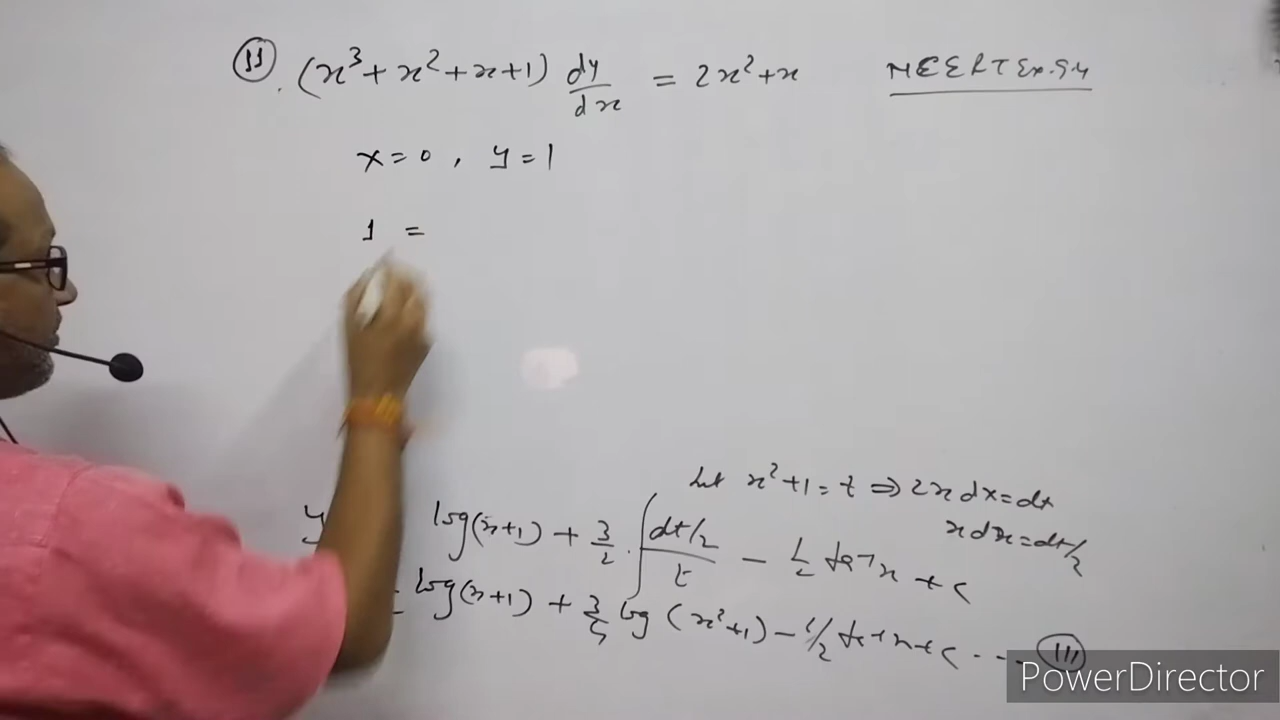 11. (x³+x²+x+1) dy/dx = 2x²+x NCERT Ex. 9.4
x=0, y=1
1 =
Let x²+1=t ⇒ 2x dx=dt
x dx=dt/2
y log(x+1) + 3/2 ∫ dt/2 / t - 1/2 tan⁻¹x + c
= log(x+1) + 3/4 log (x²+1) - 1/2 tan⁻¹x + c ... III
PowerDirector